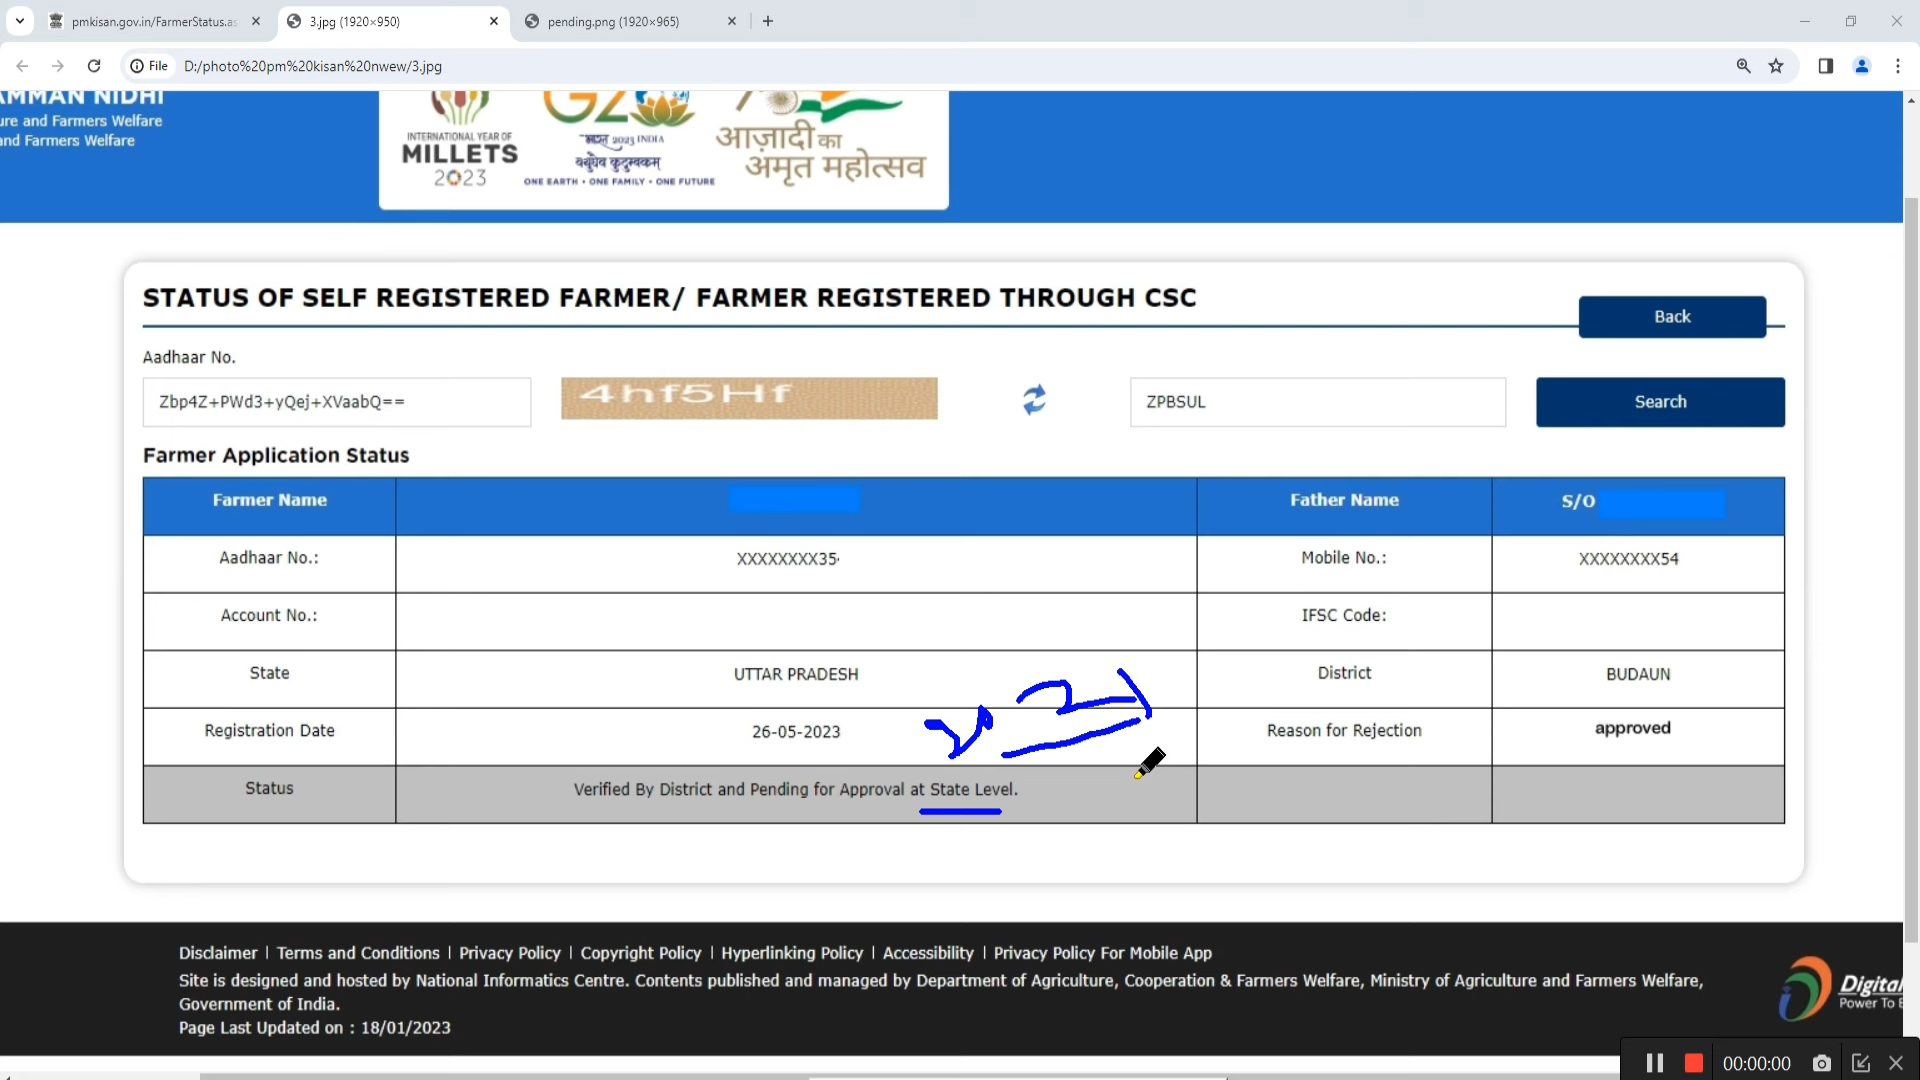 pmkisan.gov.in/FarmerStatus.as
3.jpg (1920×950)
pending.png (1920×965)
File D:/photo%20pm%20kisan%20nwew/3.jpg
AMMAN NIDHI
ure and Farmers Welfare
and Farmers Welfare
INTERNATIONAL YEAR OF
MILLETS
2023
G20
भारत 2023 INDIA
वसुधैव कुटुम्बकम्
ONE EARTH • ONE FAMILY • ONE FUTURE
आज़ादी का
अमृत महोत्सव
STATUS OF SELF REGISTERED FARMER/ FARMER REGISTERED THROUGH CSC
Back
Aadhaar No.
Zbp4Z+PWd3+yQej+XVaabQ==
4hf5Hf
ZPBSUL
Search
Farmer Application Status
Farmer Name Father Name S/O
Aadhaar No.: XXXXXXXX35 Mobile No.: XXXXXXXX54
Account No.: IFSC Code:
State UTTAR PRADESH District BUDAUN
Registration Date 26-05-2023 Reason for Rejection approved
Status Verified By District and Pending for Approval at State Level.
Disclaimer | Terms and Conditions | Privacy Policy | Copyright Policy | Hyperlinking Policy | Accessibility | Privacy Policy For Mobile App
Site is designed and hosted by National Informatics Centre. Contents published and managed by Department of Agriculture, Cooperation & Farmers Welfare, Ministry of Agriculture and Farmers Welfare,
Government of India.
Page Last Updated on : 18/01/2023
Digital
Power To E
00:00:00